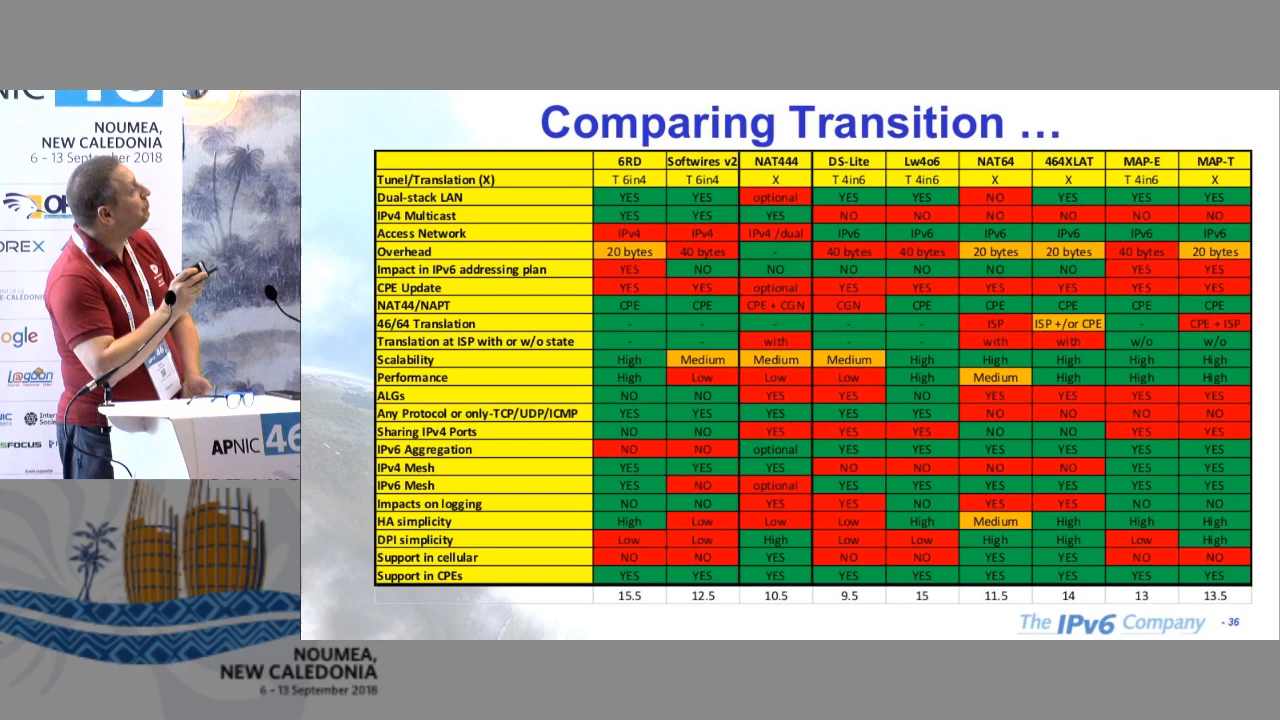 NIC 46
NOUMEA,
NEW CALEDONIA
6 – 13 September 2018
OREX
E-CALÉDONIE
ogle
Lagoon
SFOCUS
Event supporter
APNIC 46
NOUMEA,
NEW CALEDONIA
6 – 13 September 2018
Comparing Transition ...
6RD Softwires v2 NAT444 DS-Lite Lw4o6 NAT64 464XLAT MAP-E MAP-T
Tunel/Translation (X) T 6in4 T 6in4 X T 4in6 T 4in6 X X T 4in6 X
Dual-stack LAN YES YES optional YES YES NO YES YES YES
IPv4 Multicast YES YES YES NO NO NO NO NO NO
Access Network IPv4 IPv4 IPv4 /dual IPv6 IPv6 IPv6 IPv6 IPv6 IPv6
Overhead 20 bytes 40 bytes - 40 bytes 40 bytes 20 bytes 20 bytes 40 bytes 20 bytes
Impact in IPv6 addressing plan YES NO NO NO NO NO NO YES YES
CPE Update YES YES optional YES YES YES YES YES YES
NAT44/NAPT CPE CPE CPE + CGN CGN CPE CPE CPE CPE CPE
46/64 Translation - - - - - ISP ISP +/or CPE - CPE + ISP
Translation at ISP with or w/o state - - with - - with with w/o w/o
Scalability High Medium Medium Medium High High High High High
Performance High Low Low Low High Medium High High High
ALGs NO NO YES YES NO YES YES YES YES
Any Protocol or only-TCP/UDP/ICMP YES YES YES YES YES NO NO NO NO
Sharing IPv4 Ports NO NO YES YES YES NO NO YES YES
IPv6 Aggregation NO NO optional YES YES YES YES YES YES
IPv4 Mesh YES YES YES NO NO NO NO YES YES
IPv6 Mesh YES NO optional YES YES YES YES YES YES
Impacts on logging NO NO YES YES NO YES YES NO NO
HA simplicity High Low Low Low High Medium High High High
DPI simplicity Low Low High Low Low High High Low High
Support in cellular NO NO YES NO NO YES YES NO NO
Support in CPEs YES YES YES YES YES YES YES YES YES
15.5 12.5 10.5 9.5 15 11.5 14 13 13.5
The IPv6 Company - 36